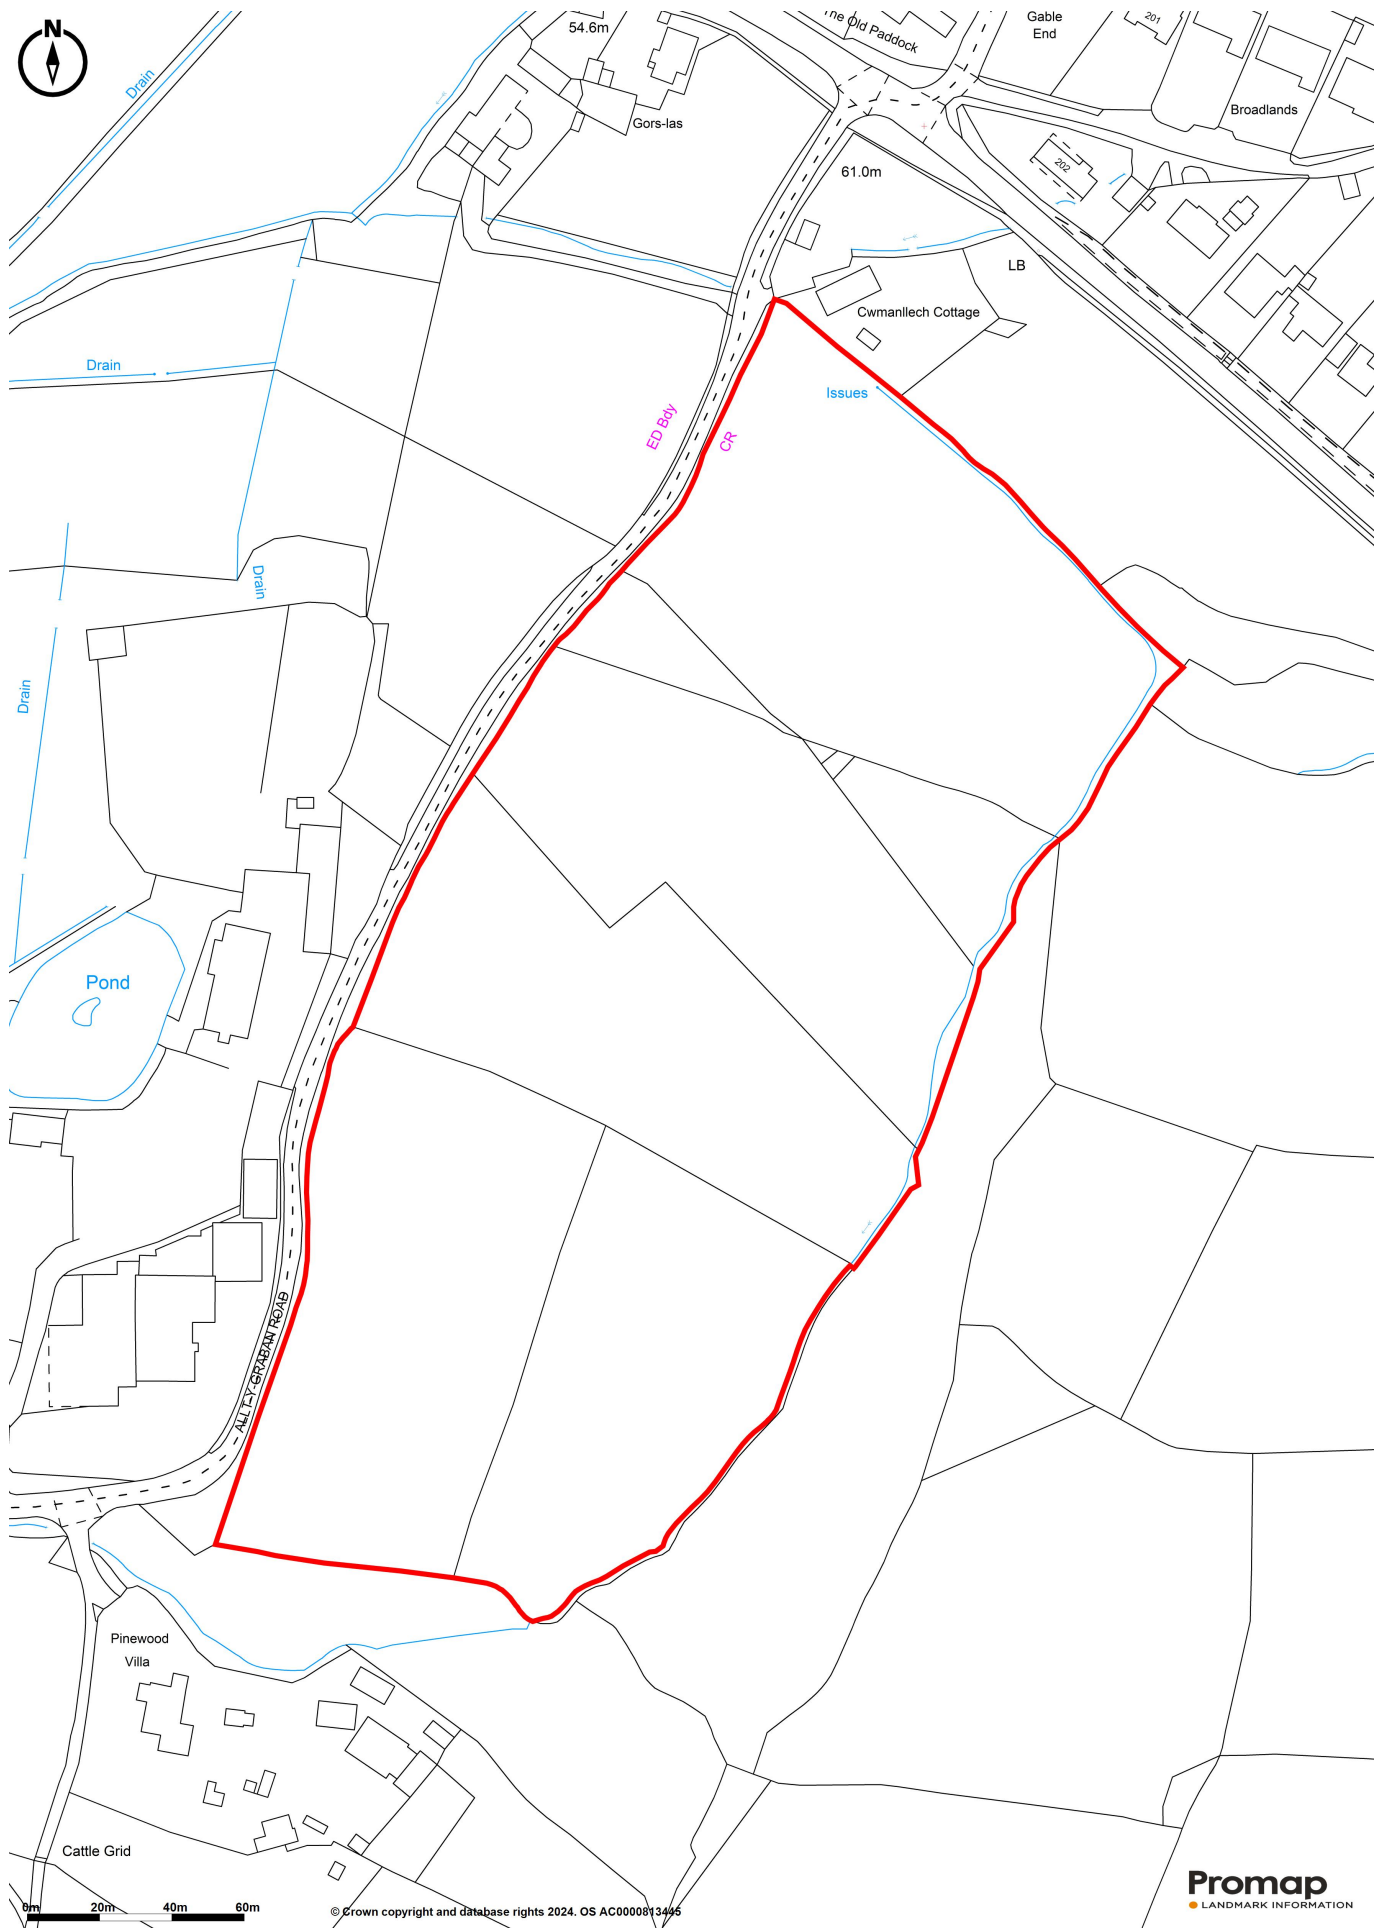 N
Drain
54.6m
The Old Paddock
Gable
End
201
Broadlands
Gors-las
202
61.0m
LB
Cwmanllech Cottage
Drain
Issues
ED Bdy
CR
Drain
Drain
Pond
ALLT-Y-GRABAN ROAD
Pinewood
Villa
Cattle Grid
0m 20m 40m 60m
© Crown copyright and database rights 2024. OS AC0000813445
Promap
LANDMARK INFORMATION